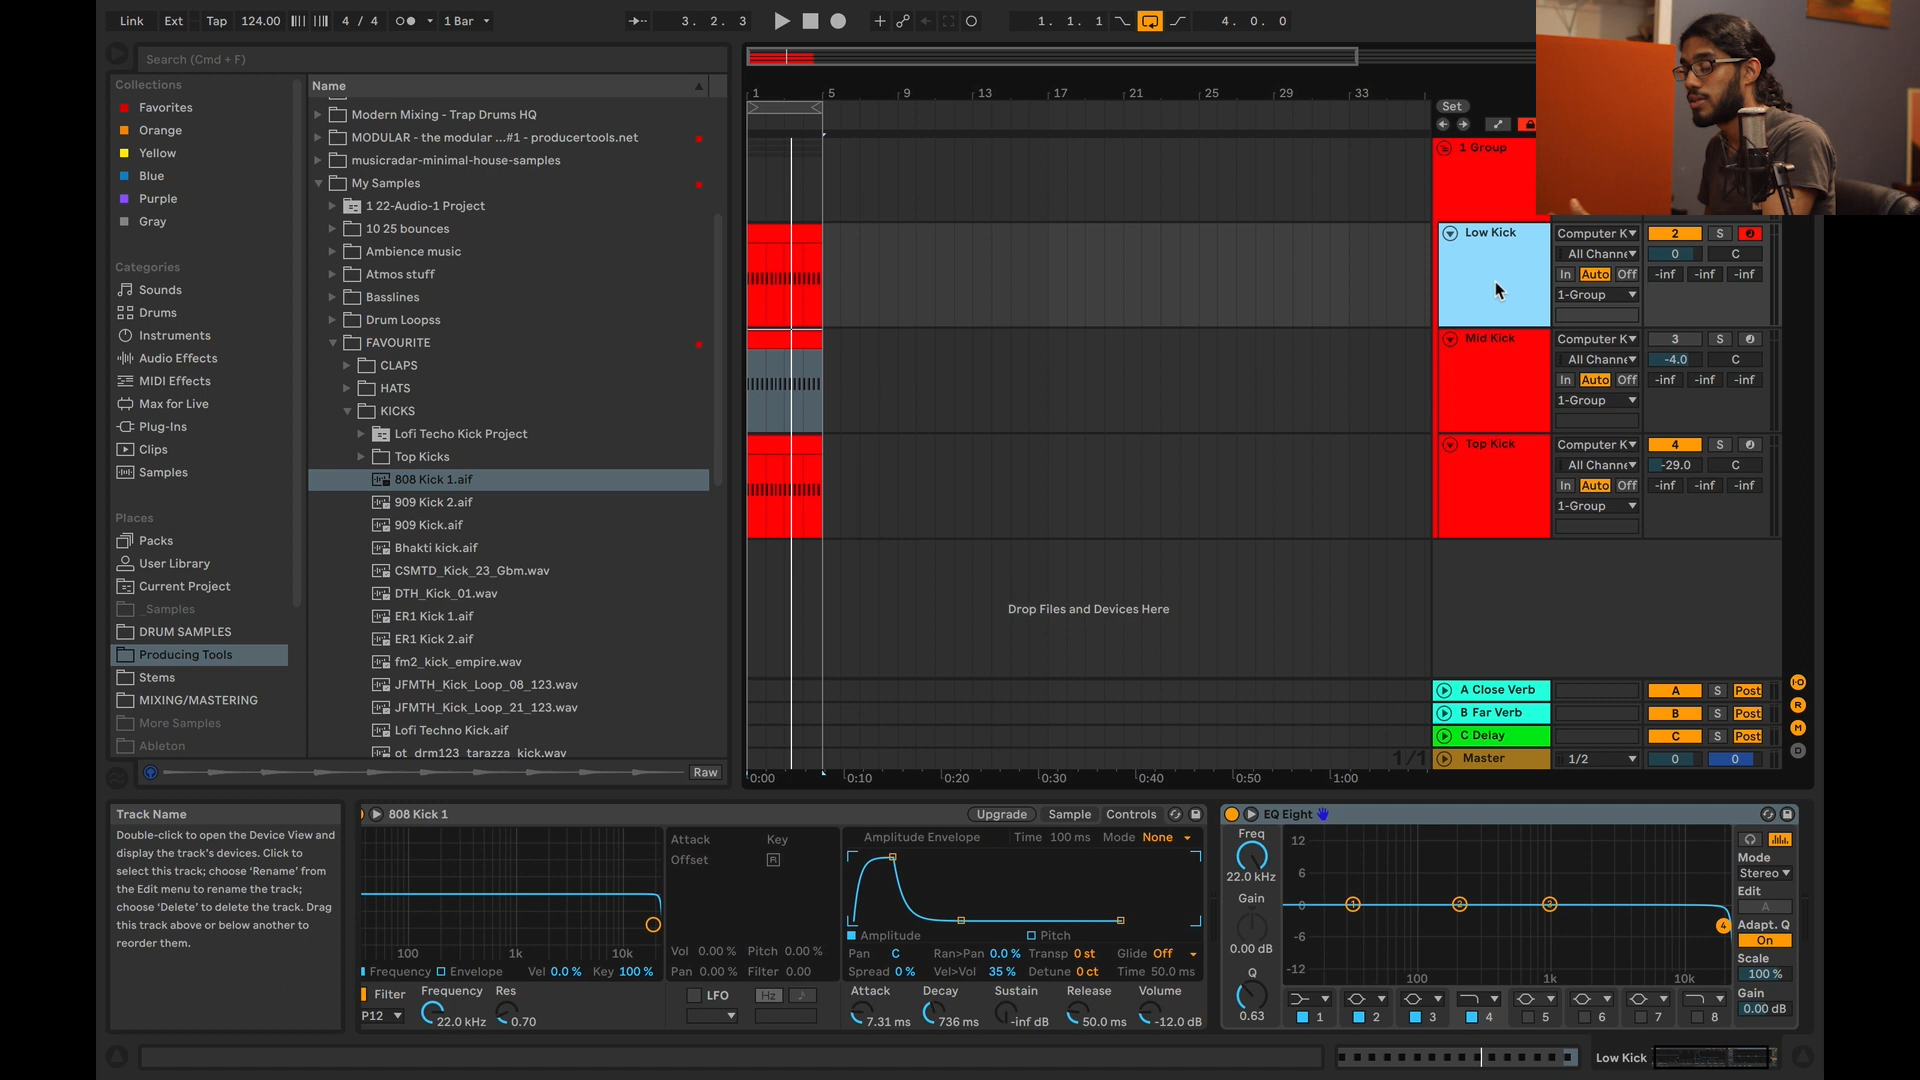 Link Ext Tap 124.00 4 / 4 1 Bar 3. 2. 3 1. 1. 1 4. 0. 0
Search (Cmd + F)
Collections
Favorites
Orange
Yellow
Blue
Purple
Gray
Categories
Sounds
Drums
Instruments
Audio Effects
MIDI Effects
Max for Live
Plug-Ins
Clips
Samples
Places
Packs
User Library
Current Project
_Samples
DRUM SAMPLES
Producing Tools
Stems
MIXING/MASTERING
More Samples
Ableton
Name
Modern Mixing - Trap Drums HQ
MODULAR - the modular ...#1 - producertools.net
musicradar-minimal-house-samples
My Samples
1 22-Audio-1 Project
10 25 bounces
Ambience music
Atmos stuff
Basslines
Drum Loopss
FAVOURITE
CLAPS
HATS
KICKS
Lofi Techo Kick Project
Top Kicks
808 Kick 1.aif
909 Kick 2.aif
909 Kick.aif
Bhakti kick.aif
CSMTD_Kick_23_Gbm.wav
DTH_Kick_01.wav
ER1 Kick 1.aif
ER1 Kick 2.aif
fm2_kick_empire.wav
JFMTH_Kick_Loop_08_123.wav
JFMTH_Kick_Loop_21_123.wav
Lofi Techno Kick.aif
ot_drm123_tarazza_kick.wav
Raw
1 5 9 13 17 21 25 29 33
Set
1 Group
Low Kick Computer K 2 S
All Channe 0 C
In Auto Off -inf -inf -inf
1-Group
Mid Kick Computer K 3 S
All Channe -4.0 C
In Auto Off -inf -inf -inf
1-Group
Top Kick Computer K 4 S
All Channe -29.0 C
In Auto Off -inf -inf -inf
1-Group
Drop Files and Devices Here
A Close Verb A S Post
B Far Verb B S Post
C Delay C S Post
1/1 Master 1/2 0 0
I·O
R
M
D
0:00 0:10 0:20 0:30 0:40 0:50 1:00
Track Name
Double-click to open the Device View and
display the track's devices. Click to
select this track; choose 'Rename' from
the Edit menu to rename the track;
choose 'Delete' to delete the track. Drag
this track above or below another to
reorder them.
808 Kick 1 Upgrade Sample Controls
100 1k 10k
Frequency Envelope Vel 0.0 % Key 100 %
Filter Frequency Res
P12 22.0 kHz 0.70
Attack Key
Offset R
Vol 0.00 % Pitch 0.00 %
Pan 0.00 % Filter 0.00
LFO Hz
Amplitude Envelope Time 100 ms Mode None
Amplitude Pitch
Pan C Ran>Pan 0.0 % Transp 0 st Glide Off
Spread 0 % Vel>Vol 35 % Detune 0 ct Time 50.0 ms
Attack Decay Sustain Release Volume
7.31 ms 736 ms -inf dB 50.0 ms -12.0 dB
EQ Eight
Freq
22.0 kHz
Gain
0.00 dB
Q
0.63
12
6
0
-6
-12
1 2 3 4
100 1k 10k
1 2 3 4 5 6 7 8
Mode
Stereo
Edit
A
Adapt. Q
On
Scale
100 %
Gain
0.00 dB
Low Kick